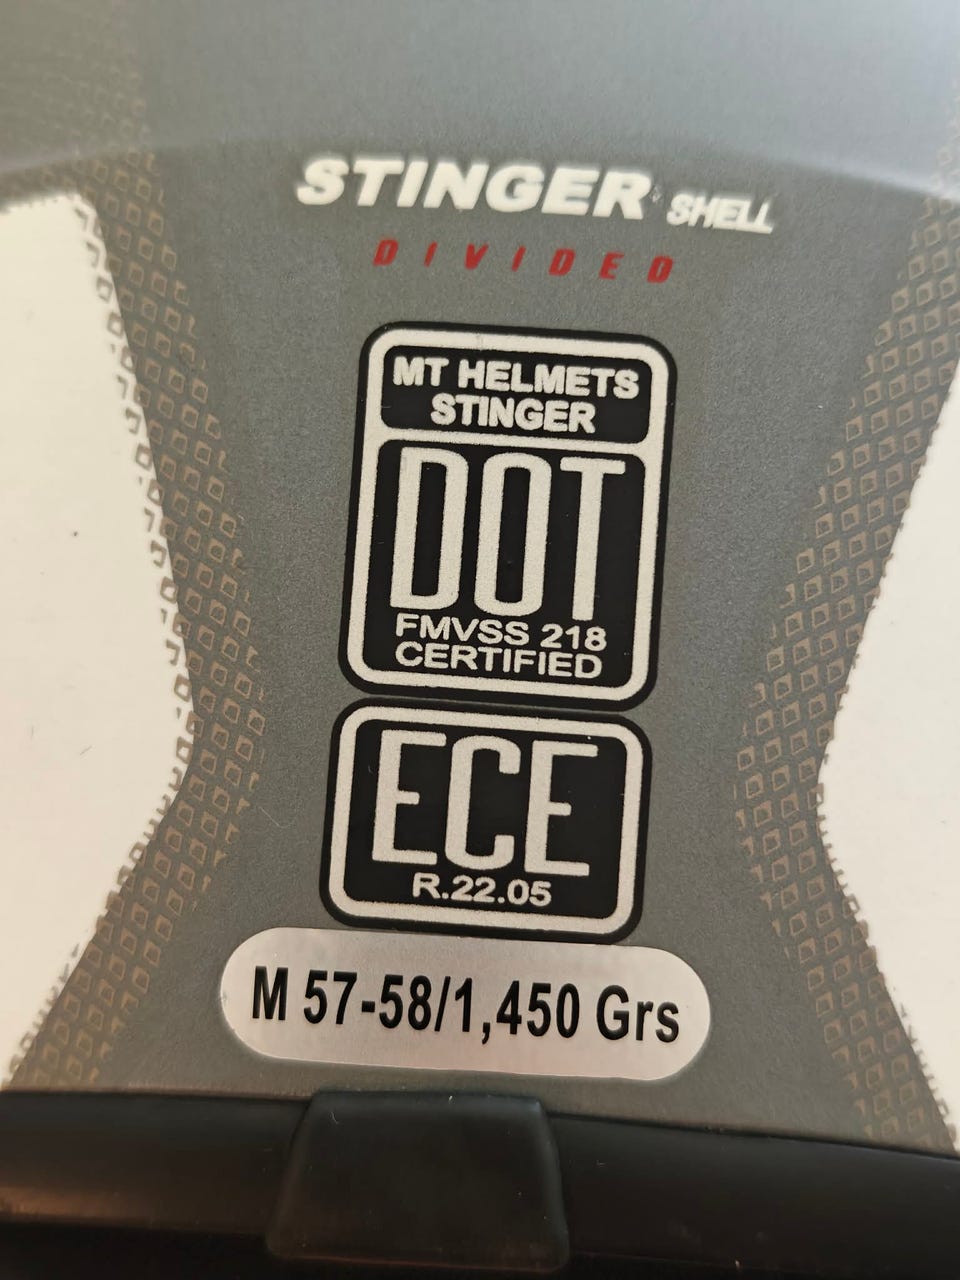 STINGER SHELL
DIVIDED
MT HELMETS
STINGER
DOT
FMVSS 218
CERTIFIED
ECE
R.22.05
M 57-58/1,450 Grs